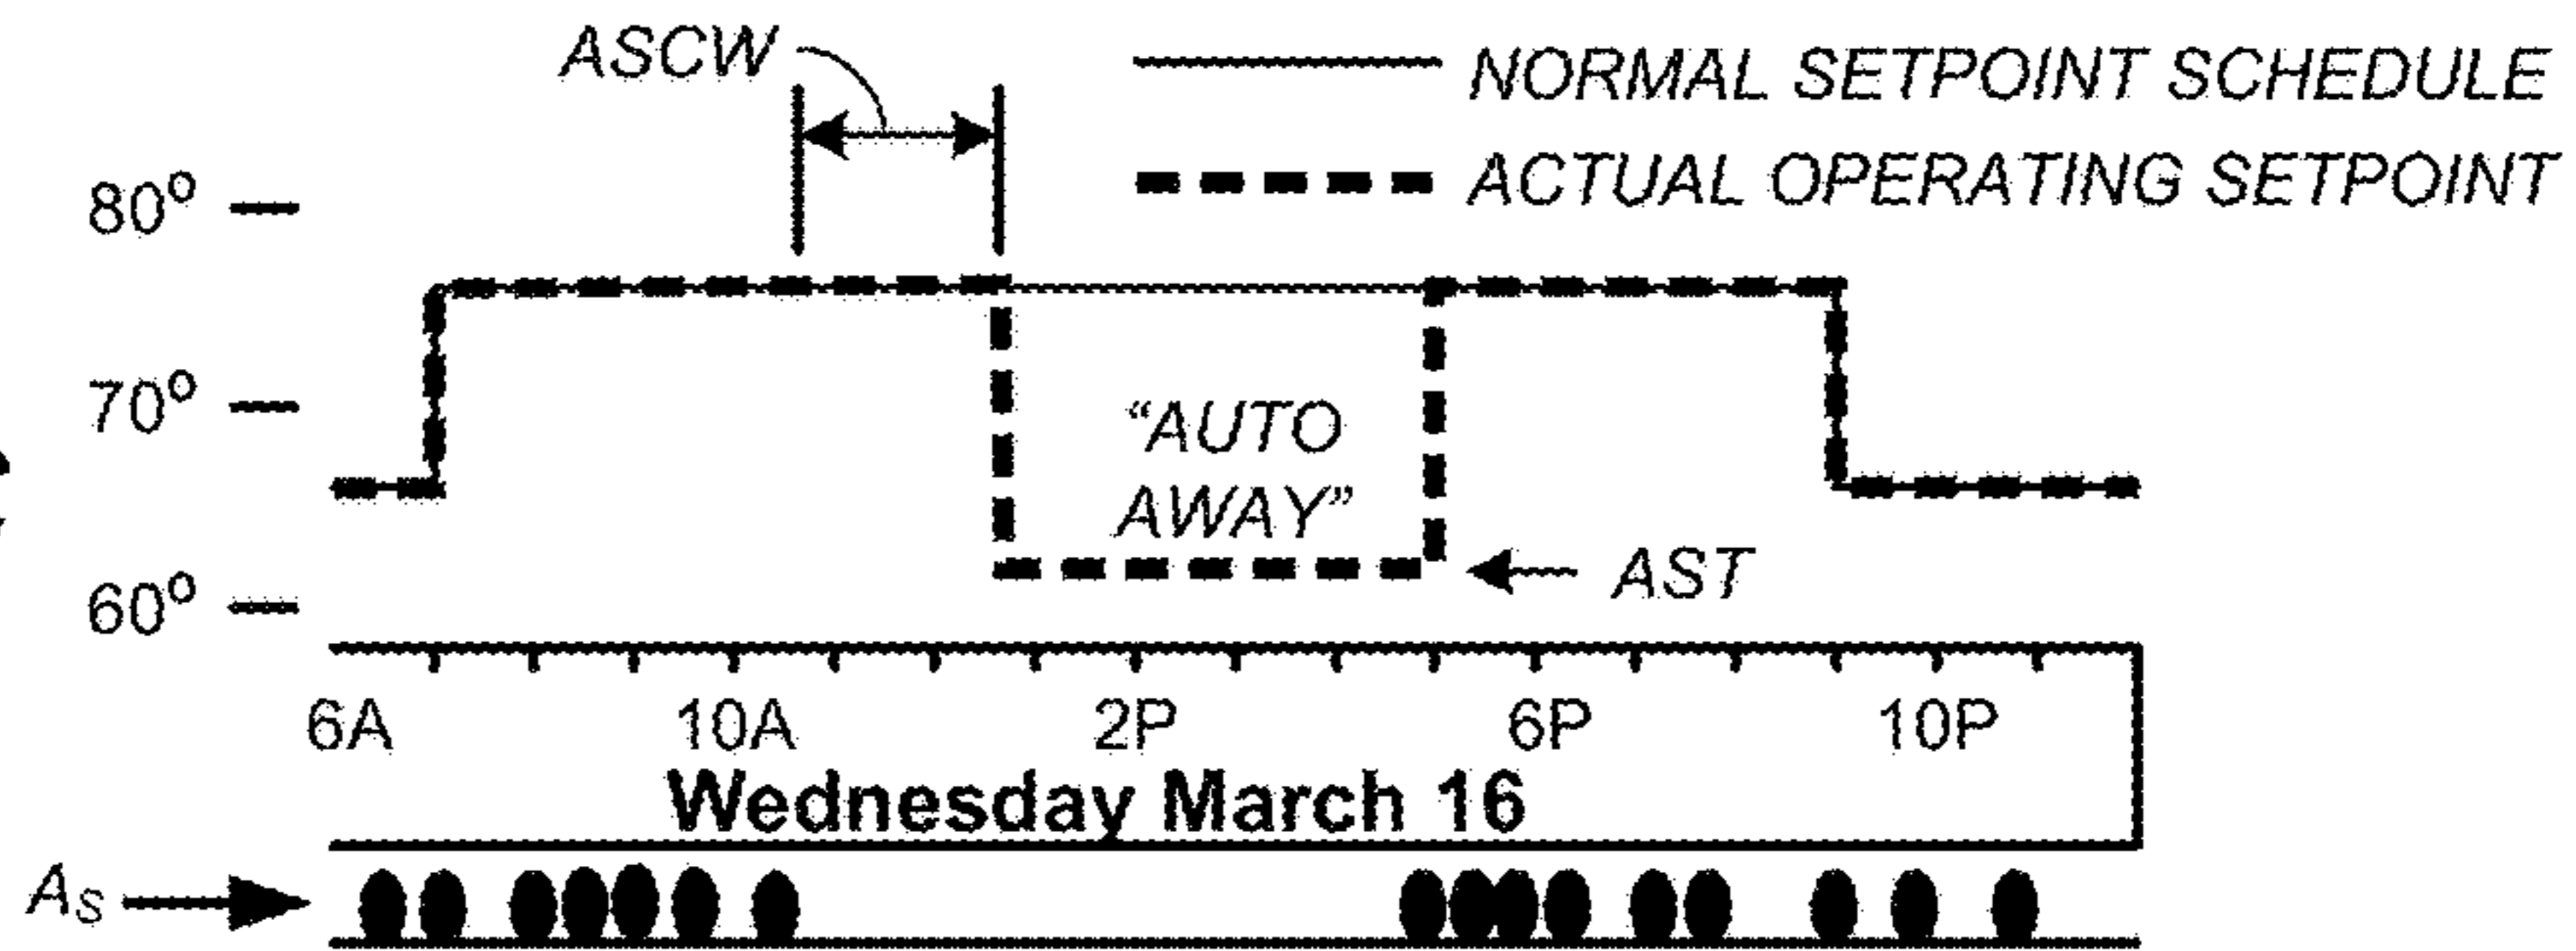 ASCW
NORMAL SETPOINT SCHEDULE
ACTUAL OPERATING SETPOINT
80°
70°
60°
“AUTO
AWAY”
AST
6A 10A 2P 6P 10P
Wednesday March 16
As